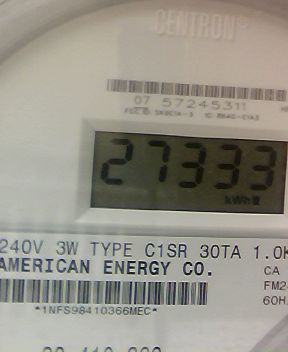 CENTRON®
07 57245311
27333
kWh
240V 3W TYPE C1SR 30TA 1.0K
AMERICAN ENERGY CO.
CA
FM2
60H
*1NFS98410366MEC*